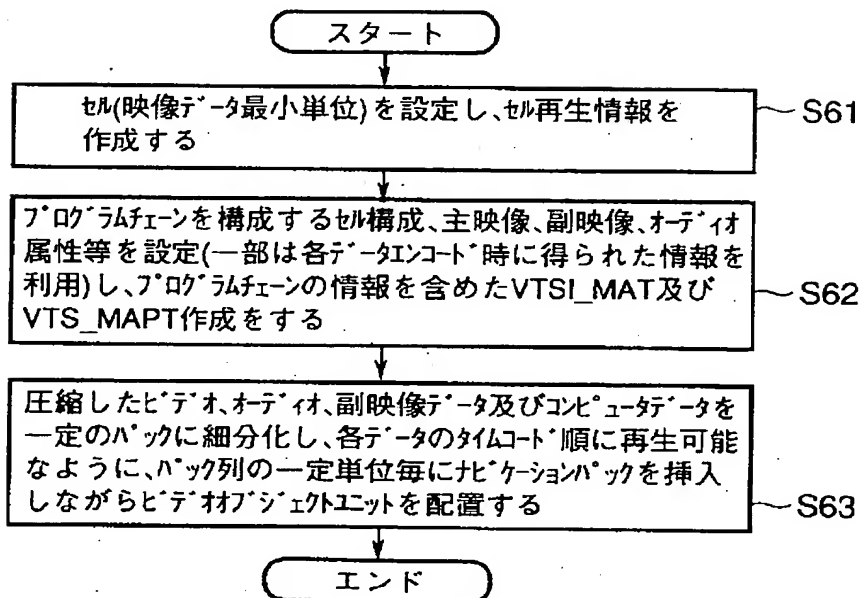 スタート
セル(映像データ最小単位)を設定し、セル再生情報を
作成する
S61
プログラムチェーンを構成するセル構成、主映像、副映像、オーディオ
属性等を設定(一部は各データエンコード時に得られた情報を
利用)し、プログラムチェーンの情報を含めたVTSI_MAT及び
VTS_MAPT作成をする
S62
圧縮したビデオ、オーディオ、副映像データ及びコンピュータデータを
一定のパックに細分化し、各データのタイムコード順に再生可能
なように、パック列の一定単位毎にナビケーションパックを挿入
しながらビデオオブジェクトユニットを配置する
S63
エンド